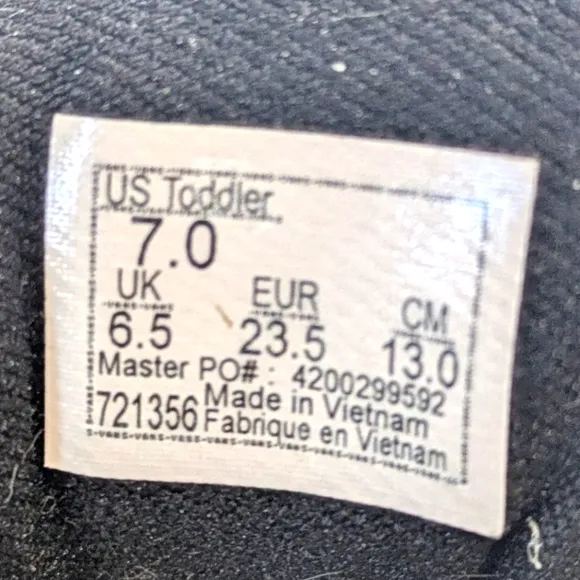 US Toddler
7.0
UK EUR CM
6.5 23.5 13.0
Master PO# : 4200299592
721356 Made in Vietnam
Fabrique en Vietnam